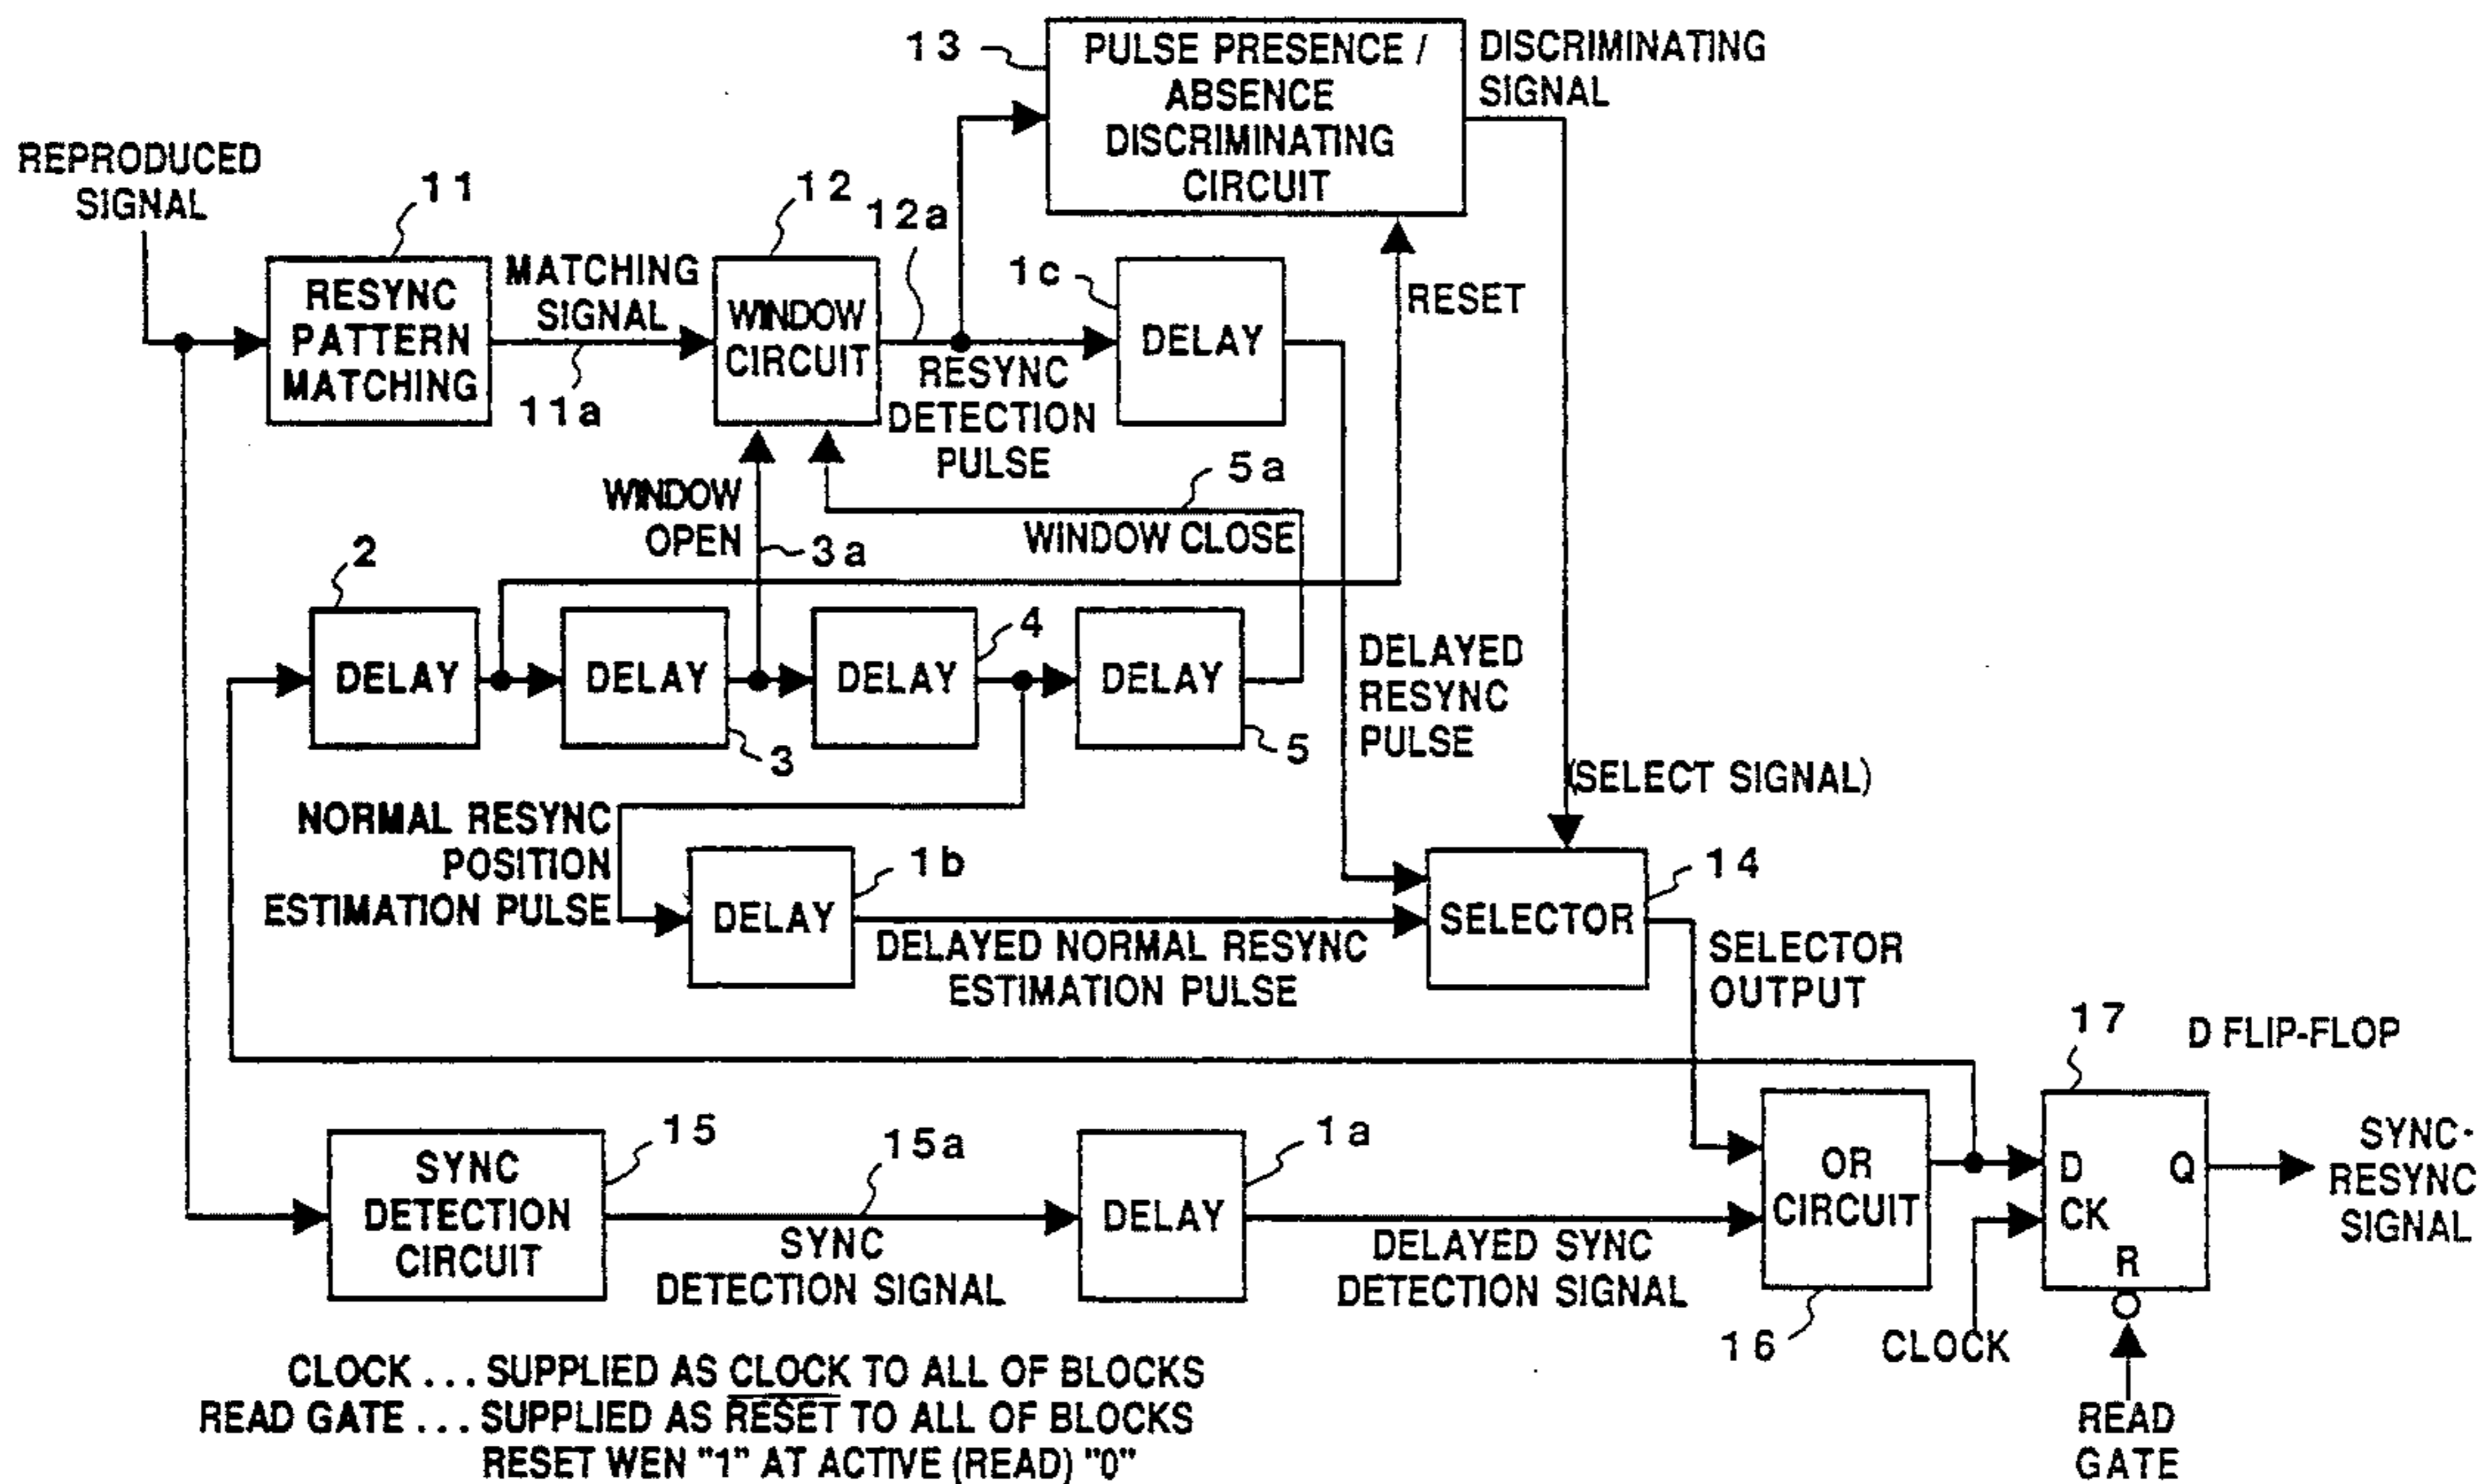 13
PULSE PRESENCE /
ABSENCE
DISCRIMINATING
CIRCUIT
DISCRIMINATING
SIGNAL
REPRODUCED
SIGNAL
11
RESYNC
PATTERN
MATCHING
MATCHING
SIGNAL
11a
12
WINDOW
CIRCUIT
12a
RESYNC
DETECTION
PULSE
1c
DELAY
RESET
WINDOW
OPEN
3a
5a
WINDOW CLOSE
2
DELAY
DELAY
3
DELAY
4
DELAY
5
DELAYED
RESYNC
PULSE
(SELECT SIGNAL)
NORMAL RESYNC
POSITION
ESTIMATION PULSE
1b
DELAY
DELAYED NORMAL RESYNC
ESTIMATION PULSE
14
SELECTOR
SELECTOR
OUTPUT
17
D FLIP-FLOP
15
SYNC
DETECTION
CIRCUIT
15a
SYNC
DETECTION SIGNAL
1a
DELAY
DELAYED SYNC
DETECTION SIGNAL
OR
CIRCUIT
16
D Q
CK
R
SYNC-
RESYNC
SIGNAL
CLOCK
READ
GATE
CLOCK . . . SUPPLIED AS CLOCK TO ALL OF BLOCKS
READ GATE . . . SUPPLIED AS R̅E̅S̅E̅T̅ TO ALL OF BLOCKS
RESET WEN "1" AT ACTIVE (READ) "0"